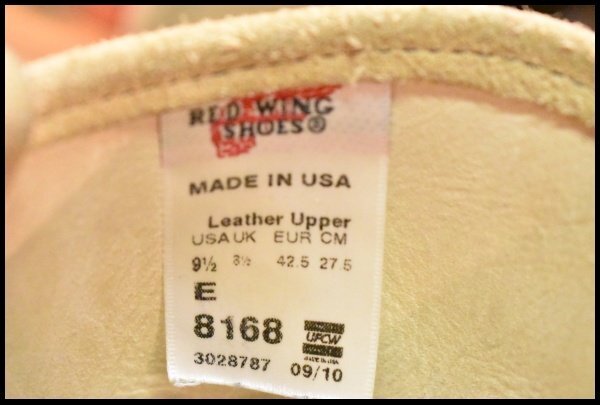 RED WING
SHOES®
MADE IN USA
Leather Upper
USA UK EUR CM
9½ 8½ 42.5 27.5
E
8168 UFCW
3028787 09/10